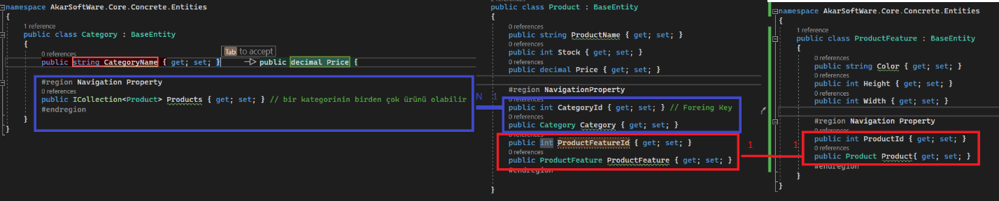 namespace AkarSoftWare.Core.Concrete.Entities
{
1 reference
public class Category : BaseEntity
{
0 references
Tab to accept
public string CategoryName { get; set; } public decimal Price {
#region Navigation Property
0 references
public ICollection<Product> Products { get; set; } // bir kategorinin birden çok ürünü olabilir
#endregion
}
}
N 1
public class Product : BaseEntity
{
0 references
public string ProductName { get; set; }
0 references
public int Stock { get; set; }
0 references
public decimal Price { get; set; }
#region NavigationProperty
0 references
public int CategoryId { get; set; } // Foreing Key
0 references
public Category Category { get; set; }
0 references
public int ProductFeatureId { get; set; }
0 references
public ProductFeature ProductFeature { get; set; }
#endregion
}
1 1
namespace AkarSoftWare.Core.Concrete.Entities
{
1 reference
public class ProductFeature : BaseEntity
{
0 references
public string Color { get; set; }
0 references
public int Height { get; set; }
0 references
public int Width { get; set; }
#region Navigation Property
0 references
public int ProductId { get; set; }
0 references
public Product Product{ get; set; }
#endregion
}
}